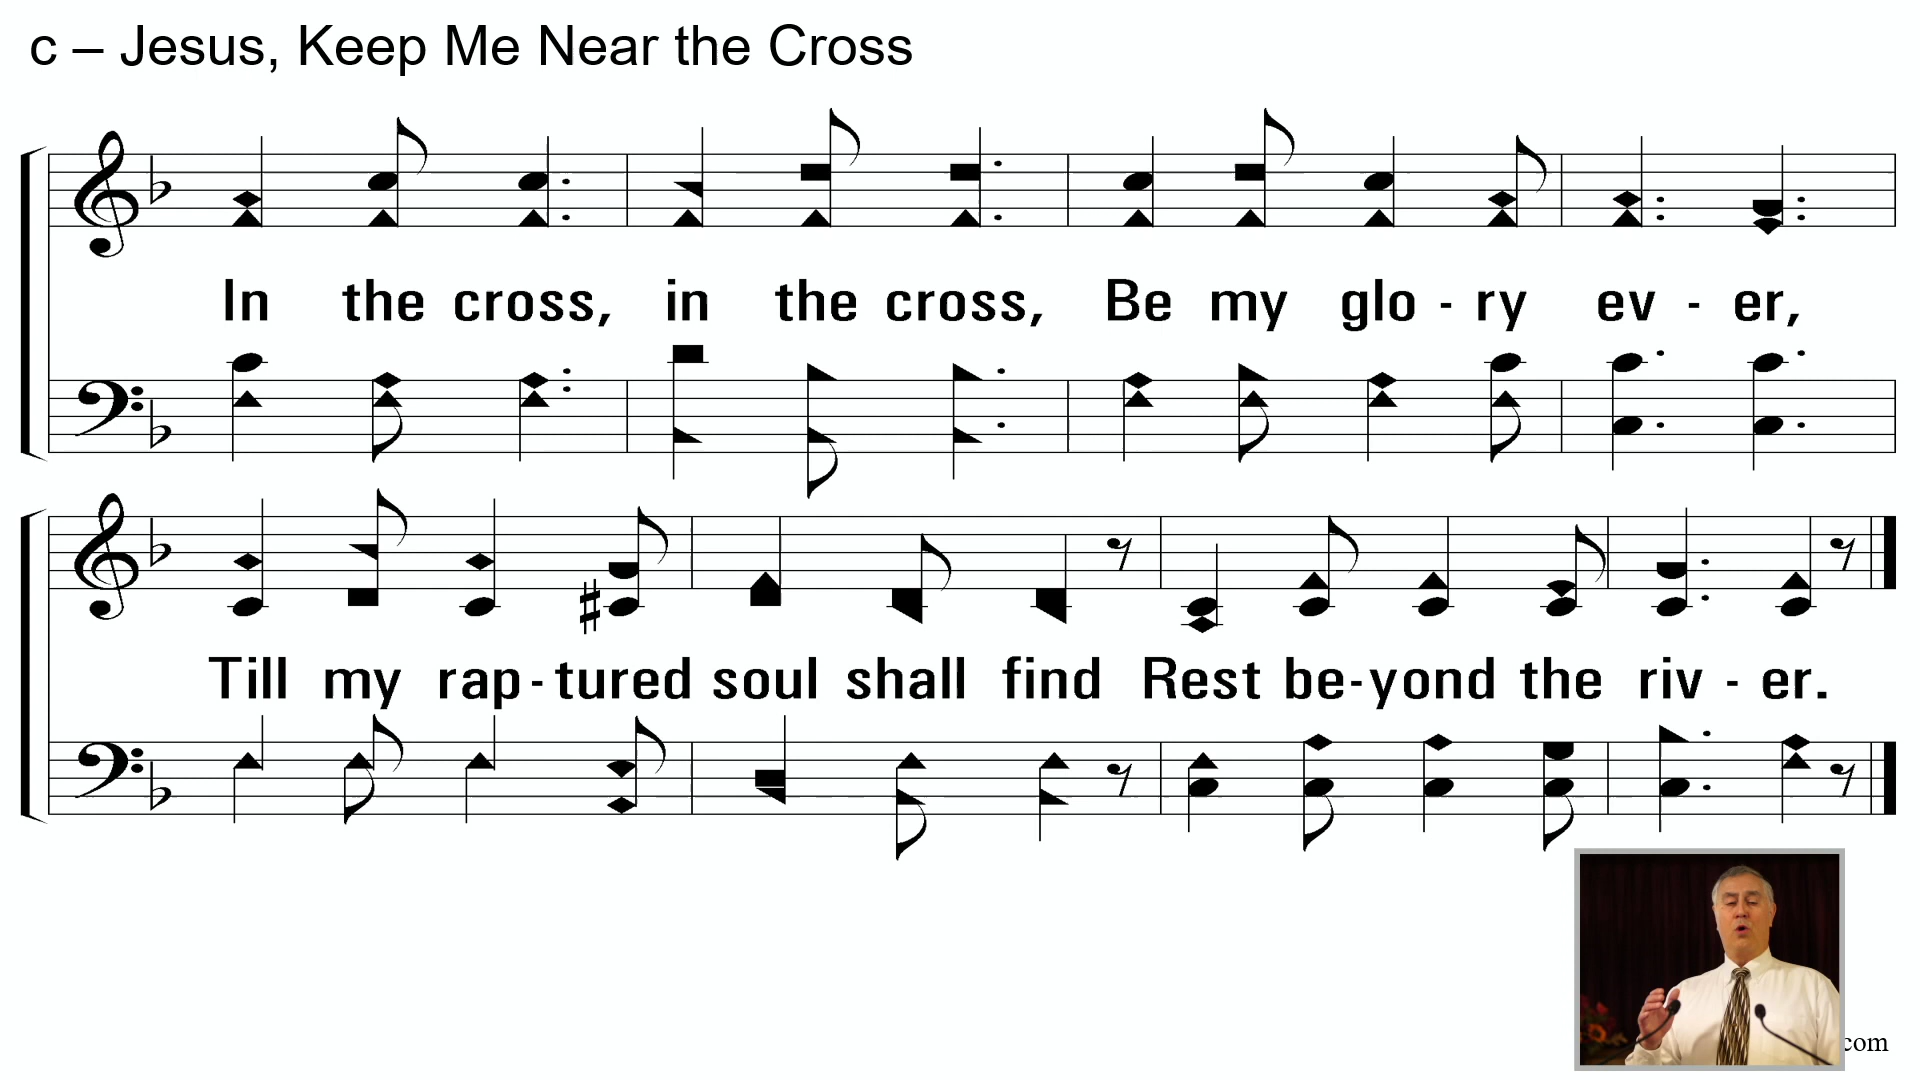 c – Jesus, Keep Me Near the Cross
In the cross, in the cross, Be my glo - ry ev - er,
Till my rap - tured soul shall find Rest be - yond the riv - er.
com